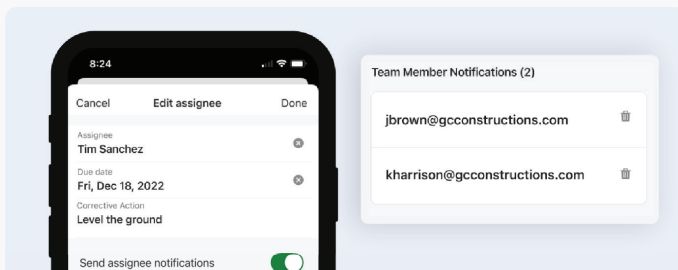 8:24
Cancel Edit assignee Done
Assignee
Tim Sanchez
Due date
Fri, Dec 18, 2022
Corrective Action
Level the ground
Send assignee notifications
Team Member Notifications (2)
jbrown@gcconstructions.com
kharrison@gcconstructions.com